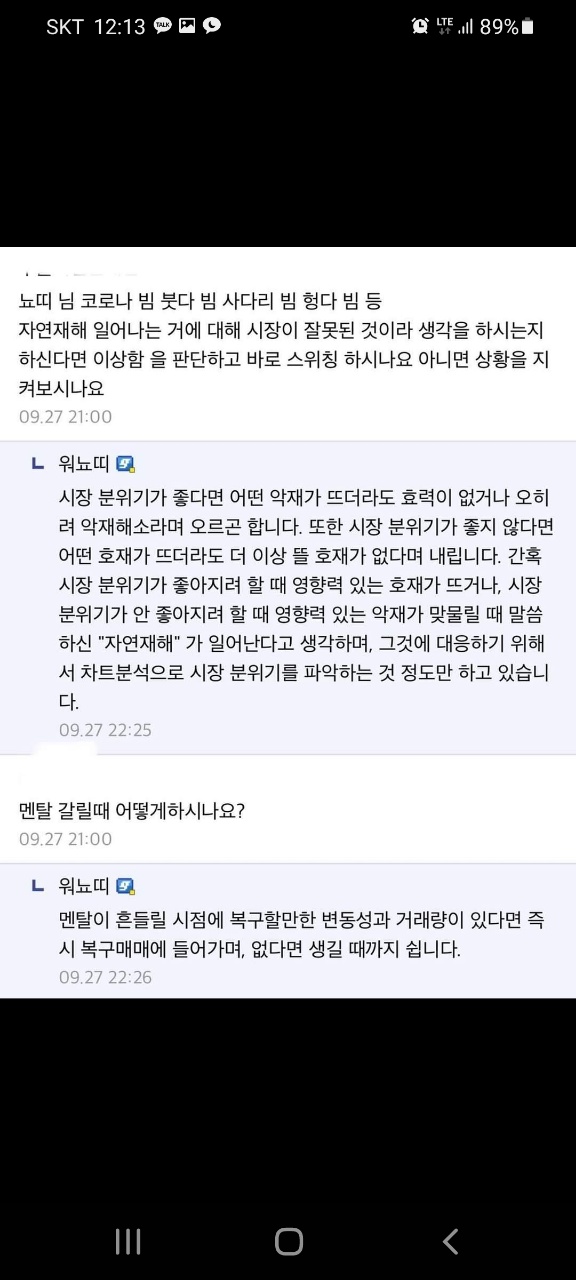 SKT 12:13
TALK
LTE
89%
뇨띠 님 코로나 빔 붓다 빔 사다리 빔 헝다 빔 등
자연재해 일어나는 거에 대해 시장이 잘못된 것이라 생각을 하시는지
하신다면 이상함 을 판단하고 바로 스위칭 하시나요 아니면 상황을 지
켜보시나요
09.27 21:00
워뇨띠
시장 분위기가 좋다면 어떤 악재가 뜨더라도 효력이 없거나 오히
려 악재해소라며 오르곤 합니다. 또한 시장 분위기가 좋지 않다면
어떤 호재가 뜨더라도 더 이상 뜰 호재가 없다며 내립니다. 간혹
시장 분위기가 좋아지려 할 때 영향력 있는 호재가 뜨거나, 시장
분위기가 안 좋아지려 할 때 영향력 있는 악재가 맞물릴 때 말씀
하신 "자연재해" 가 일어난다고 생각하며, 그것에 대응하기 위해
서 차트분석으로 시장 분위기를 파악하는 것 정도만 하고 있습니
다.
09.27 22:25
멘탈 갈릴때 어떻게하시나요?
09.27 21:00
워뇨띠
멘탈이 흔들릴 시점에 복구할만한 변동성과 거래량이 있다면 즉
시 복구매매에 들어가며, 없다면 생길 때까지 쉽니다.
09.27 22:26